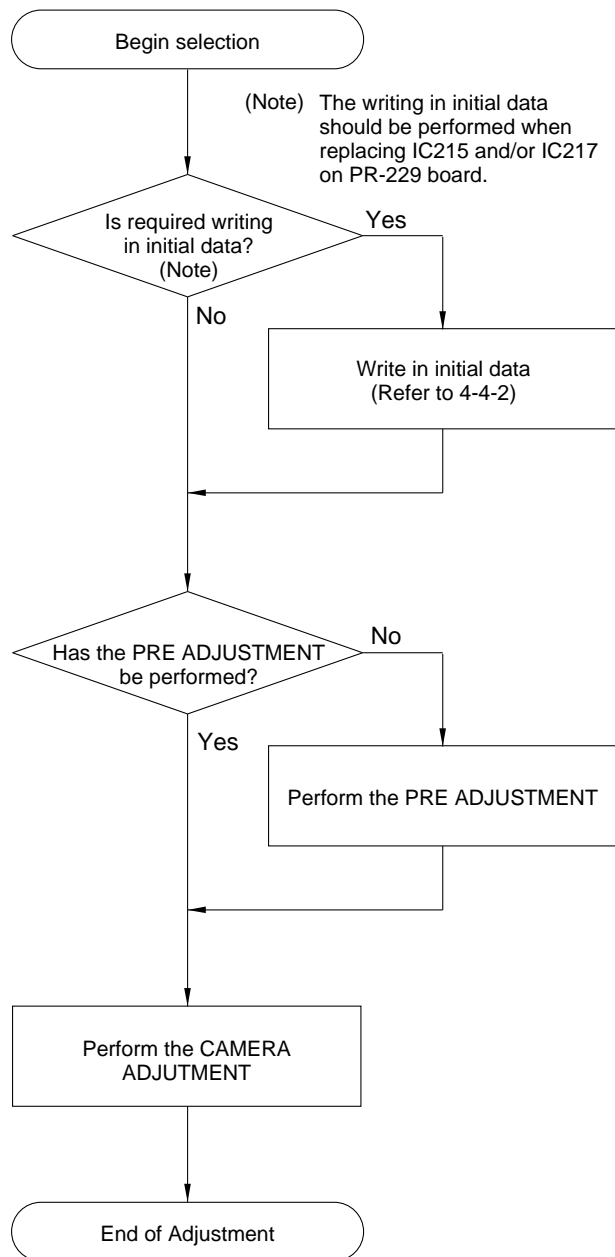 Begin selection
(Note) The writing in initial data
should be performed when
replacing IC215 and/or IC217
on PR-229 board.
Is required writing
in initial data?
(Note)
Yes
No
Write in initial data
(Refer to 4-4-2)
Has the PRE ADJUSTMENT
be performed?
No
Yes
Perform the PRE ADJUSTMENT
Perform the CAMERA
ADJUTMENT
End of Adjustment